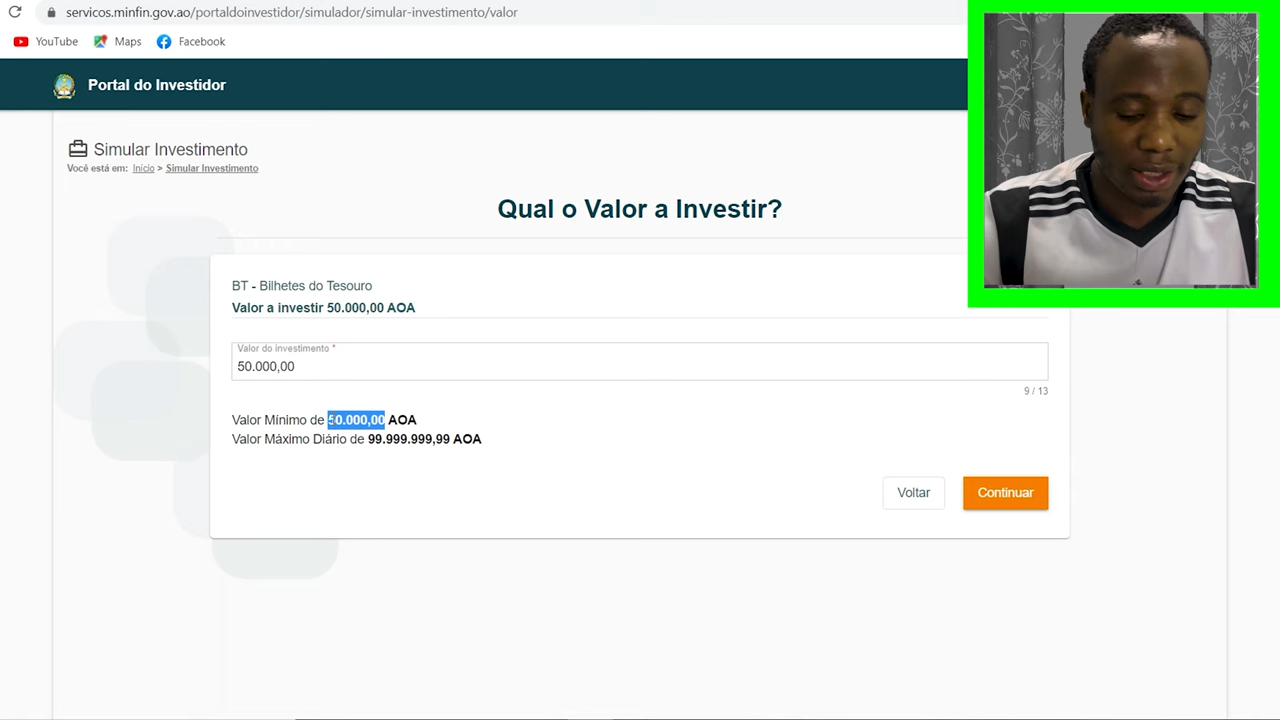 servicos.minfin.gov.ao/portaldoinvestidor/simulador/simular-investimento/valor
YouTube Maps Facebook
Portal do Investidor
Simular Investimento
Você está em: Início > Simular Investimento
Qual o Valor a Investir?
BT - Bilhetes do Tesouro
Valor a investir 50.000,00 AOA
Valor do investimento *
50.000,00
9 / 13
Valor Mínimo de 50.000,00 AOA
Valor Máximo Diário de 99.999.999,99 AOA
Voltar Continuar